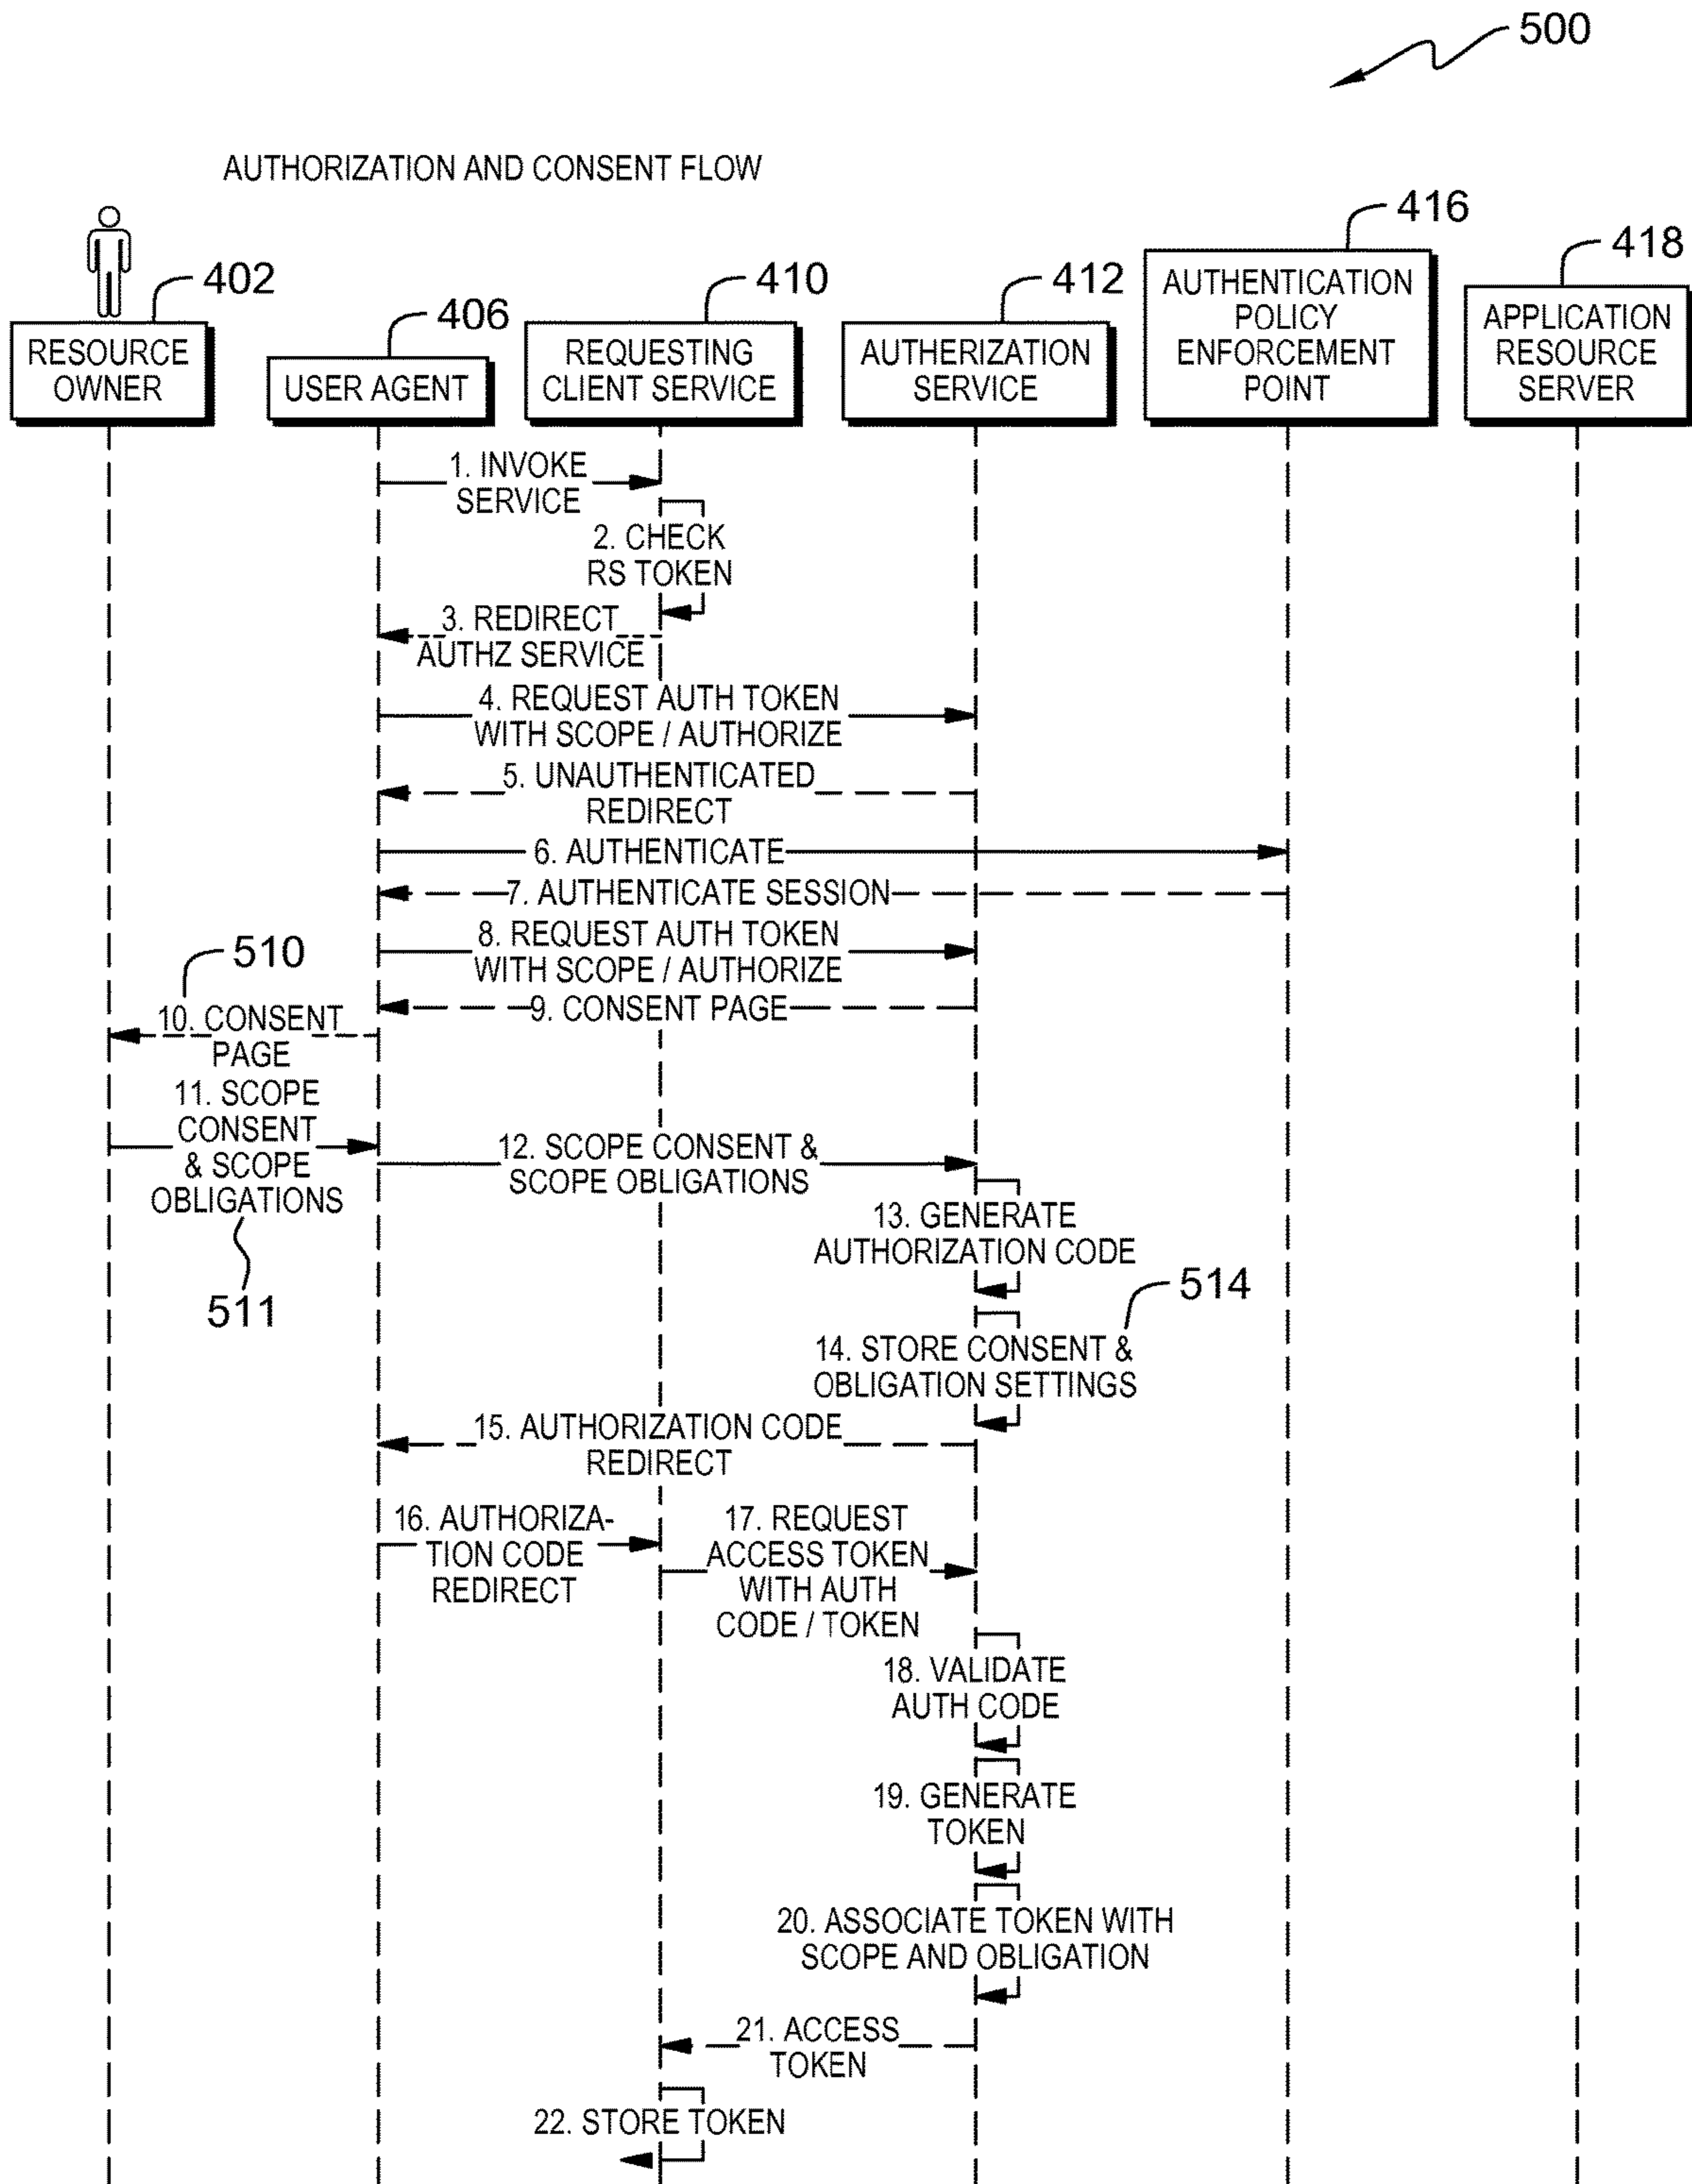 500
AUTHORIZATION AND CONSENT FLOW
402
406
410
412
416
418
RESOURCE
OWNER
USER AGENT
REQUESTING
CLIENT SERVICE
AUTHERIZATION
SERVICE
AUTHENTICATION
POLICY
ENFORCEMENT
POINT
APPLICATION
RESOURCE
SERVER
1. INVOKE
SERVICE
2. CHECK
RS TOKEN
3. REDIRECT
AUTHZ SERVICE
4. REQUEST AUTH TOKEN
WITH SCOPE / AUTHORIZE
5. UNAUTHENTICATED
REDIRECT
6. AUTHENTICATE
7. AUTHENTICATE SESSION
8. REQUEST AUTH TOKEN
WITH SCOPE / AUTHORIZE
9. CONSENT PAGE
510
10. CONSENT
PAGE
11. SCOPE
CONSENT
& SCOPE
OBLIGATIONS
511
12. SCOPE CONSENT &
SCOPE OBLIGATIONS
13. GENERATE
AUTHORIZATION CODE
514
14. STORE CONSENT &
OBLIGATION SETTINGS
15. AUTHORIZATION CODE
REDIRECT
16. AUTHORIZA-
TION CODE
REDIRECT
17. REQUEST
ACCESS TOKEN
WITH AUTH
CODE / TOKEN
18. VALIDATE
AUTH CODE
19. GENERATE
TOKEN
20. ASSOCIATE TOKEN WITH
SCOPE AND OBLIGATION
21. ACCESS
TOKEN
22. STORE TOKEN